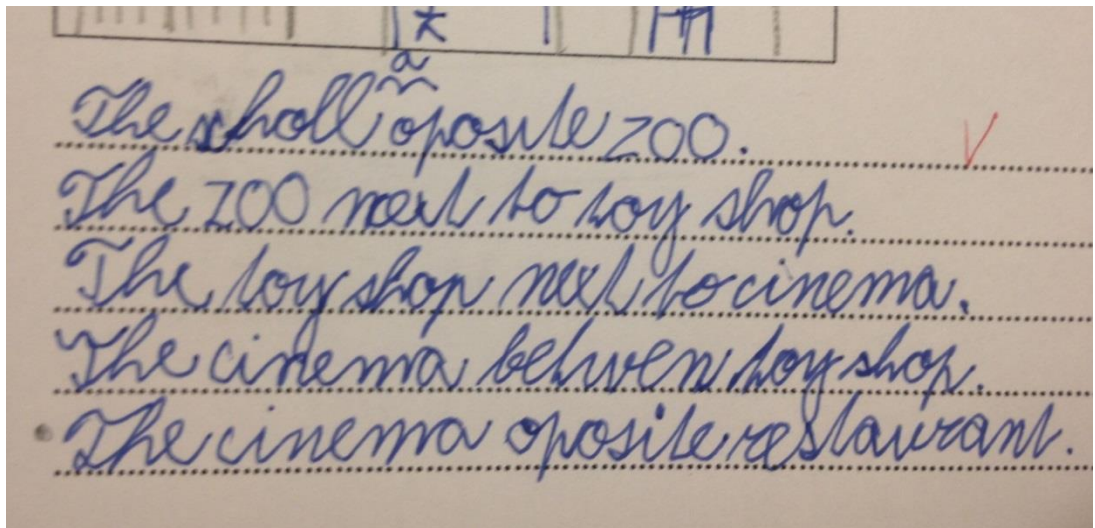 a
The scholl oposite ZOO.
The ZOO next to toy shop.
The toy shop next to cinema.
The cinema betwen toy shop.
The cinema oposite restaurant.